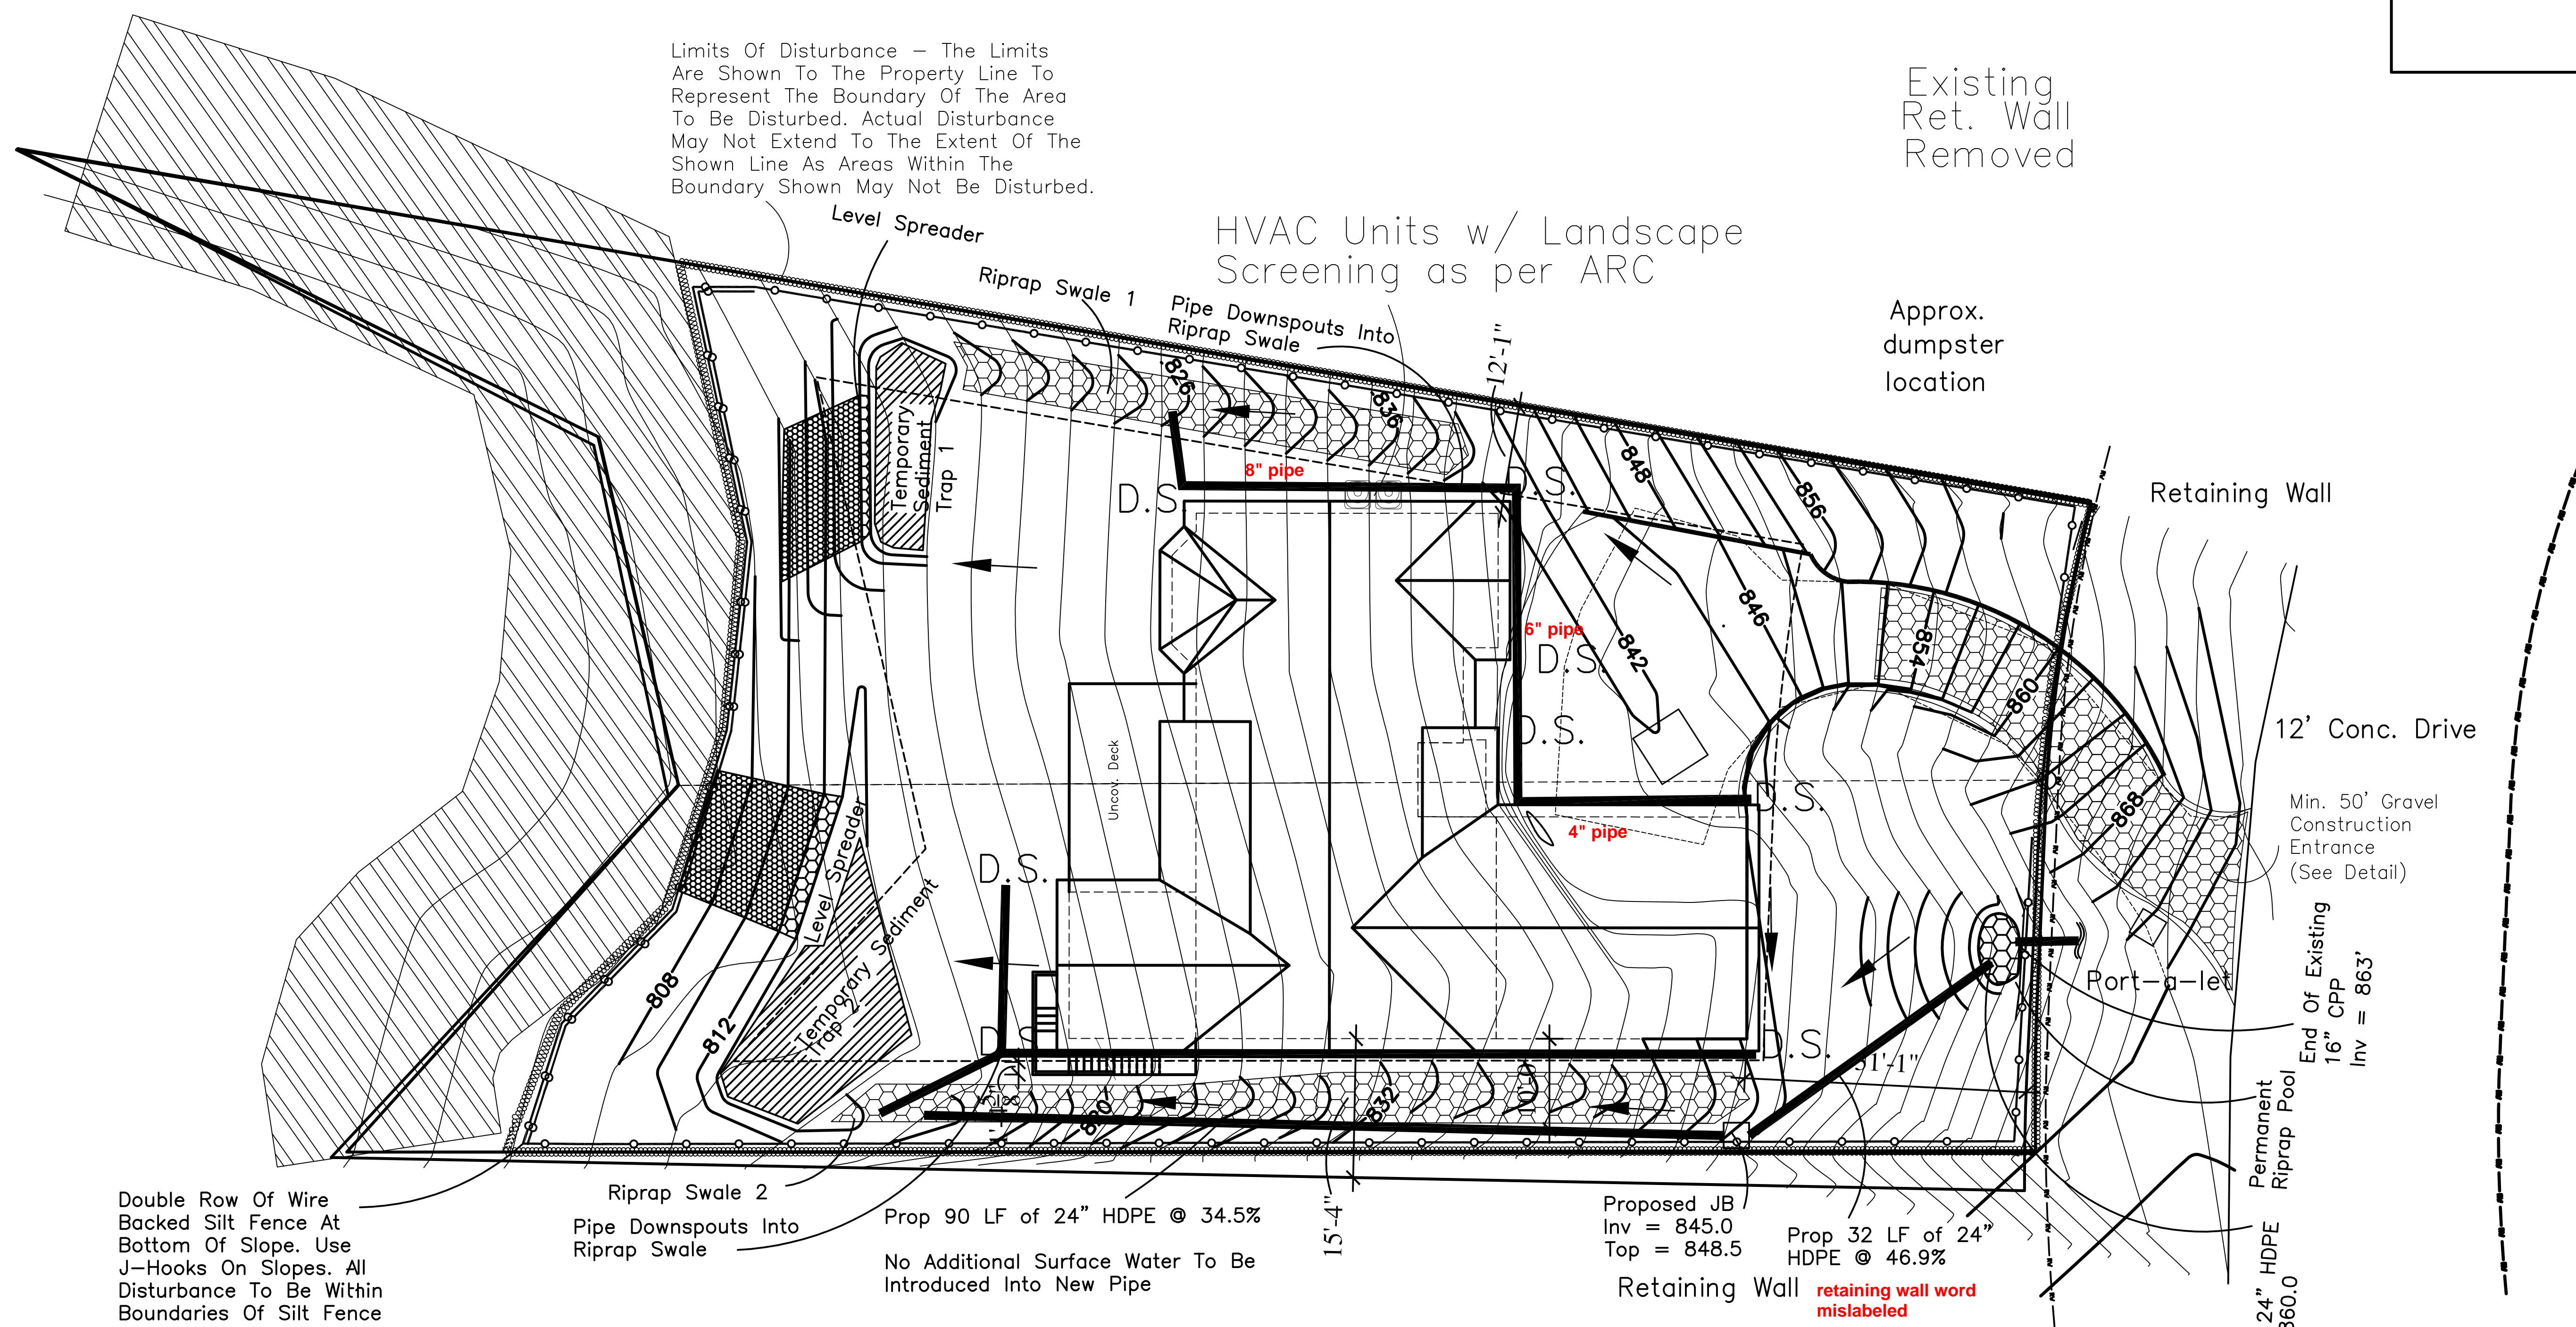 Limits Of Disturbance – The Limits
Are Shown To The Property Line To
Represent The Boundary Of The Area
To Be Disturbed. Actual Disturbance
May Not Extend To The Extent Of The
Shown Line As Areas Within The
Boundary Shown May Not Be Disturbed.
Existing
Ret. Wall
Removed
Level Spreader
HVAC Units w/ Landscape
Screening as per ARC
Riprap Swale 1
Pipe Downspouts Into
Riprap Swale
12'-1"
Approx.
dumpster
location
826
836
848
856
Temporary
Sediment
Trap 1
8" pipe
D.S.
D.S.
Retaining Wall
846
6" pipe
842
854
D.S.
860
D.S.
12' Conc. Drive
Uncov. Deck
D.S.
4" pipe
868
Min. 50' Gravel
Construction
Entrance
(See Detail)
Level Spreader
D.S.
Temporary Sediment
Trap 2
808
812
Port-a-let
End Of Existing
16" CPP
Inv = 863'
D.S.
D.S.
832
Permanent
Riprap Pool
Double Row Of Wire
Backed Silt Fence At
Bottom Of Slope. Use
J-Hooks On Slopes. All
Disturbance To Be Within
Boundaries Of Silt Fence
Riprap Swale 2
Pipe Downspouts Into
Riprap Swale
Prop 90 LF of 24" HDPE @ 34.5%
No Additional Surface Water To Be
Introduced Into New Pipe
15'-4"
Proposed JB
Inv = 845.0
Top = 848.5
Prop 32 LF of 24"
HDPE @ 46.9%
Retaining Wall
retaining wall word
mislabeled
24" HDPE
860.0